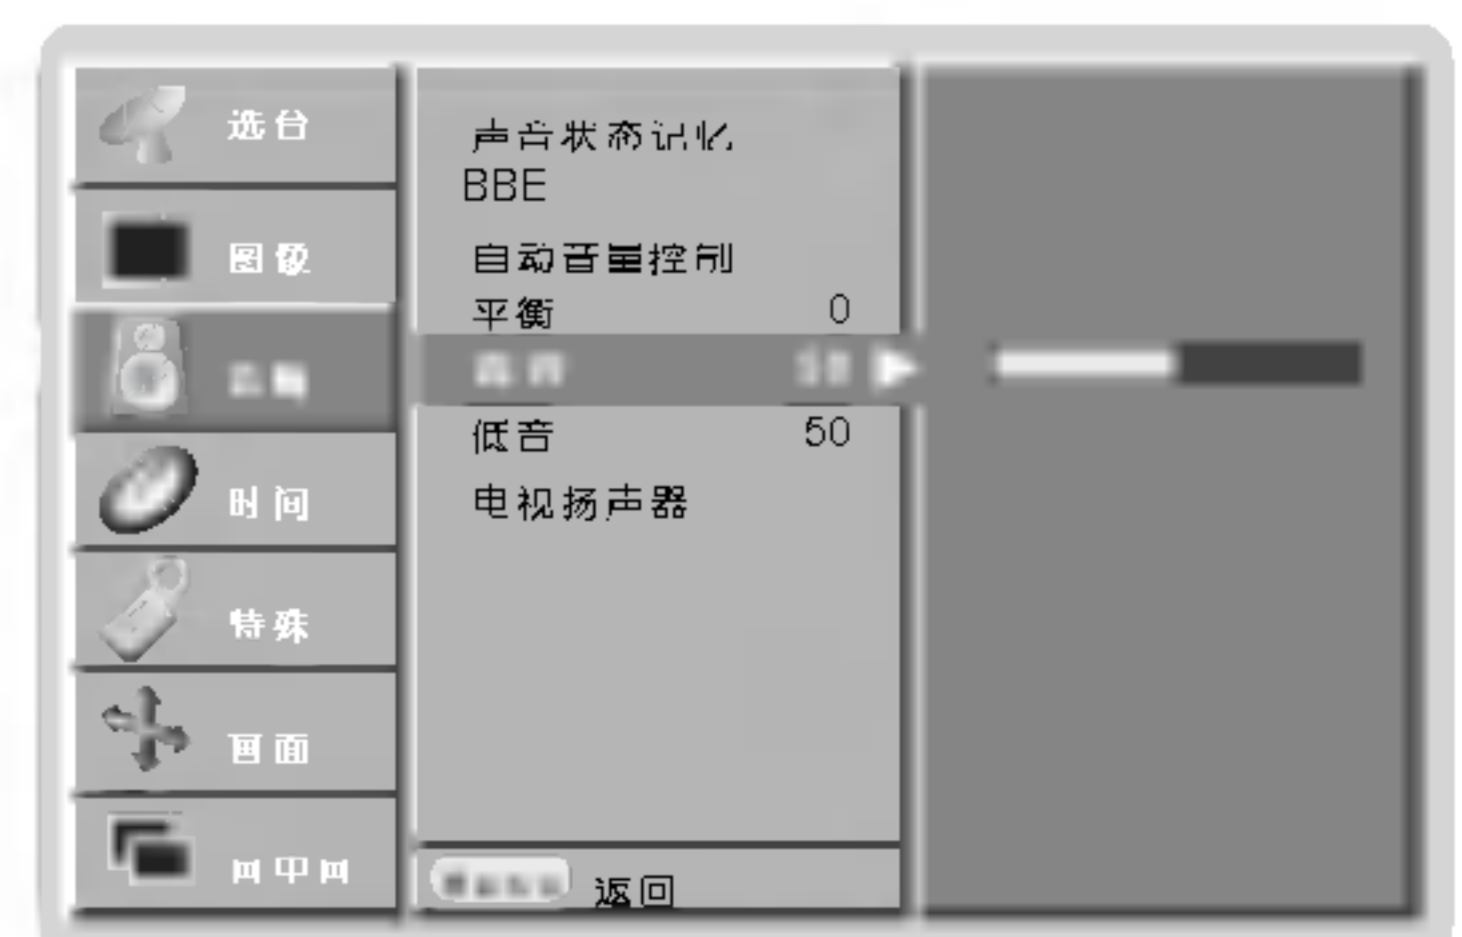 选台
图像
时间
特殊
画面
画中画
声音状态记忆
BBE
自动音量控制
平衡 0
低音 50
电视扬声器
返回